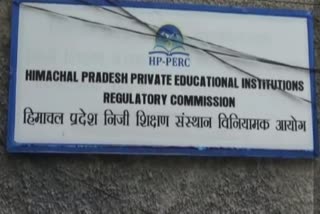 HP-PERC
HIMACHAL PRADESH PRIVATE EDUCATIONAL INSTITUTIONS
REGULATORY COMMISSION
हिमाचल प्रदेश निजी शिक्षण संस्थान विनियामक आयोग